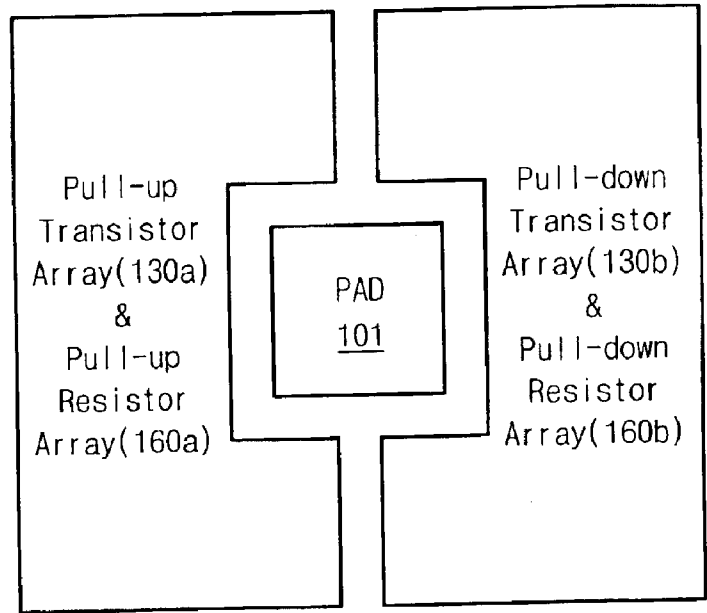 Pull-up
Transistor
Array(130a)
&
Pull-up
Resistor
Array(160a)
PAD
101
Pull-down
Transistor
Array(130b)
&
Pull-down
Resistor
Array(160b)